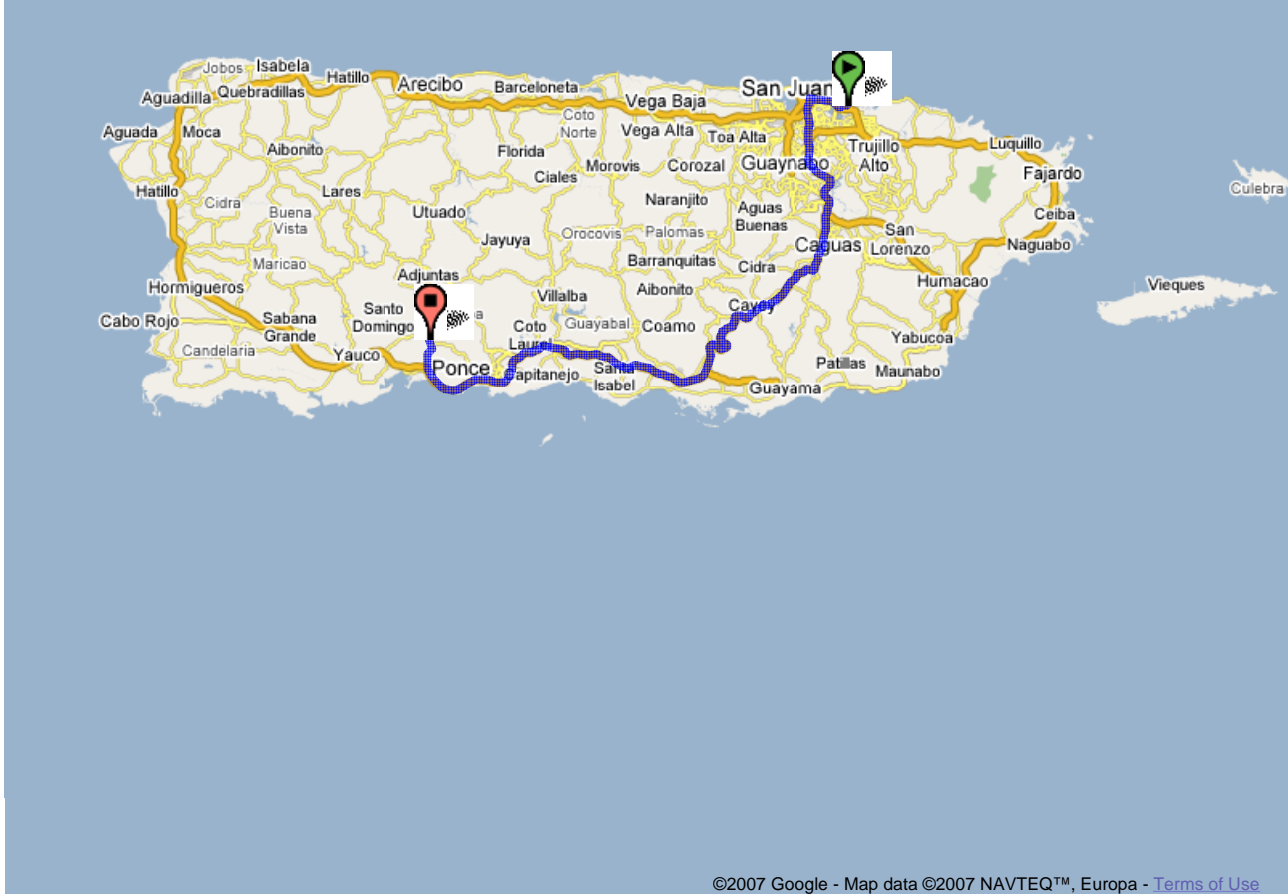 Jobos
Isabela
Hatillo
Arecibo
Barceloneta
San Juan
Aguadilla
Quebradillas
Vega Baja
Coto
Norte
Aguada
Moca
Vega Alta
Toa Alta
Trujillo
Alto
Luquillo
Aibonito
Florida
Morovis
Corozal
Guaynabo
Fajardo
Ciales
Culebra
Hatillo
Cidra
Lares
Naranjito
Buena
Vista
Utuado
Aguas
Buenas
Ceiba
Jayuya
Orocovis
Palomas
San
Lorenzo
Caguas
Naguabo
Maricao
Adjuntas
Barranquitas
Cidra
Humacao
Hormigueros
Villalba
Aibonito
Vieques
Santo
Domingo
Cayey
Cabo Rojo
Sabana
Grande
Coto
Laurel
Guayabal
Coamo
Yabucoa
Candelaria
Yauco
Ponce
Santa
Isabel
Patillas
Maunabo
Guayama
©2007 Google - Map data ©2007 NAVTEQ™, Europa - Terms of Use